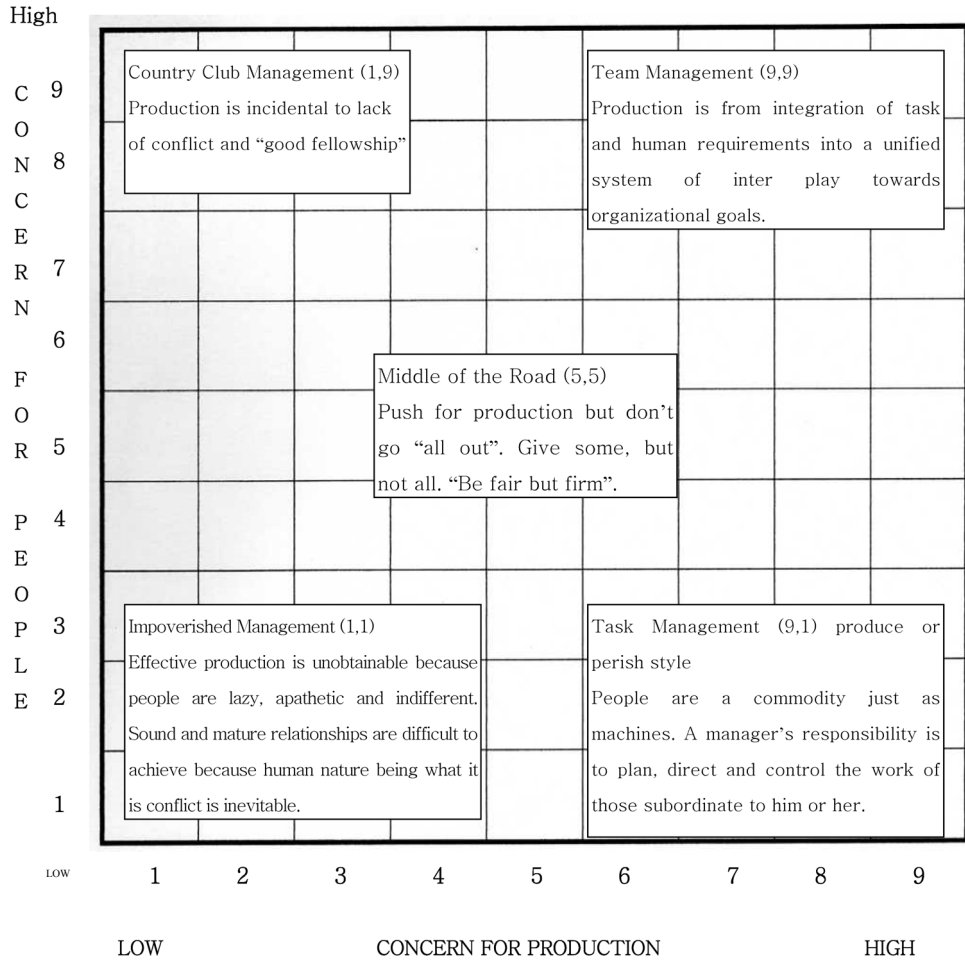 High
CONCERN FOR PEOPLE
9
8
7
6
5
4
3
2
1
Country Club Management (1,9)
Production is incidental to lack
of conflict and “good fellowship”
Team Management (9,9)
Production is from integration of task
and human requirements into a unified
system of inter play towards
organizational goals.
Middle of the Road (5,5)
Push for production but don’t
go “all out”. Give some, but
not all. “Be fair but firm”.
Impoverished Management (1,1)
Effective production is unobtainable because
people are lazy, apathetic and indifferent.
Sound and mature relationships are difficult to
achieve because human nature being what it
is conflict is inevitable.
Task Management (9,1) produce or
perish style
People are a commodity just as
machines. A manager’s responsibility is
to plan, direct and control the work of
those subordinate to him or her.
LOW 1 2 3 4 5 6 7 8 9
LOW CONCERN FOR PRODUCTION HIGH